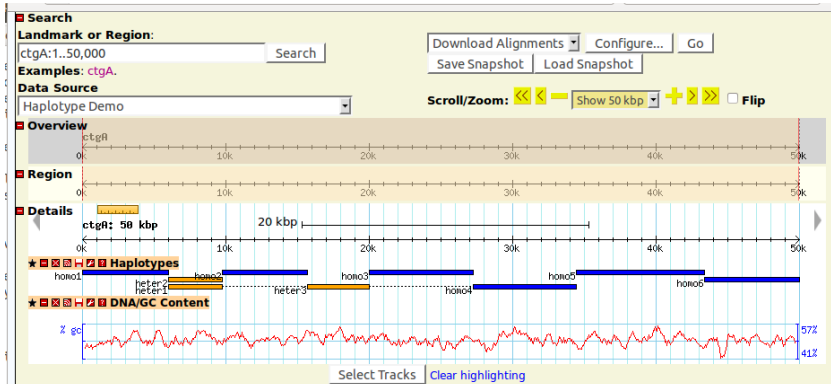 Search
Landmark or Region:
ctgA:1..50,000 Search
Examples: ctgA.
Data Source
Haplotype Demo
Download Alignments Configure... Go
Save Snapshot Load Snapshot
Scroll/Zoom: << < Show 50 kbp > >> Flip
Overview
ctgA
0k 10k 20k 30k 40k 50k
Region
0k 10k 20k 30k 40k 50k
Details
ctgA: 50 kbp 20 kbp
0k 10k 20k 30k 40k 50k
Haplotypes
homo1 homo2 homo3 homo5
heter2 homo6
heter1 heter3 homo4
DNA/GC Content
% gc 57%
41%
Select Tracks Clear highlighting